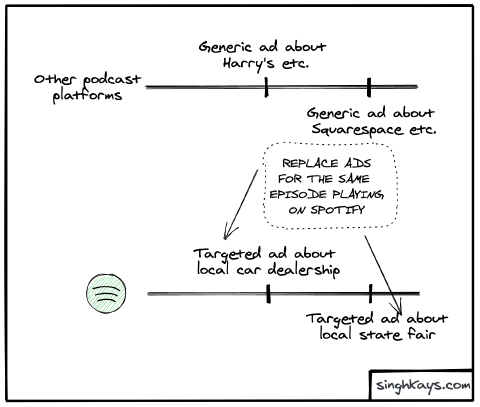 Generic ad about
Harry's etc.
Other podcast
platforms
Generic ad about
Squarespace etc.
REPLACE ADS
FOR THE SAME
EPISODE PLAYING
ON SPOTIFY
Targeted ad about
local car dealership
Targeted ad about
local state fair
singhkays.com